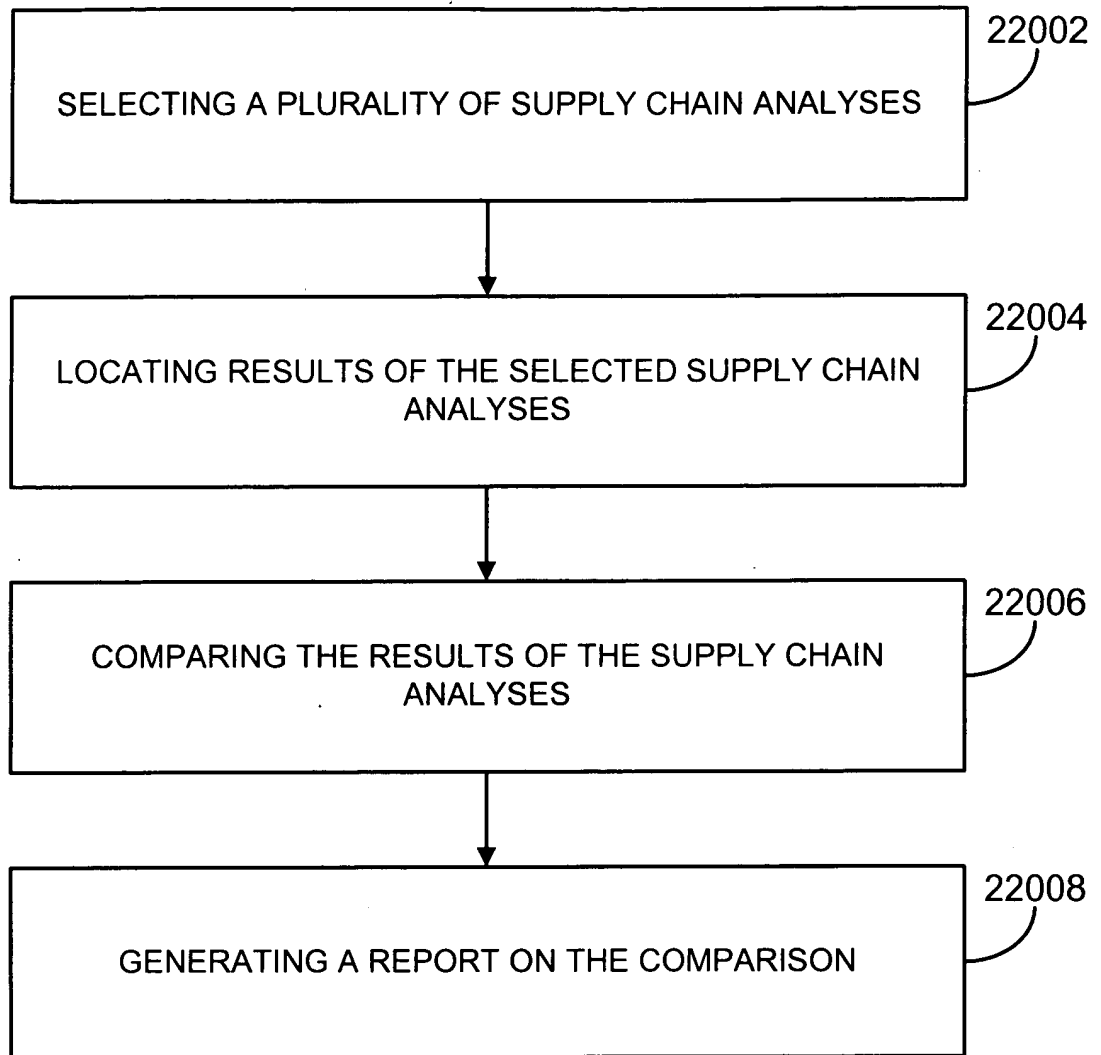 22002
SELECTING A PLURALITY OF SUPPLY CHAIN ANALYSES
22004
LOCATING RESULTS OF THE SELECTED SUPPLY CHAIN
ANALYSES
22006
COMPARING THE RESULTS OF THE SUPPLY CHAIN
ANALYSES
22008
GENERATING A REPORT ON THE COMPARISON